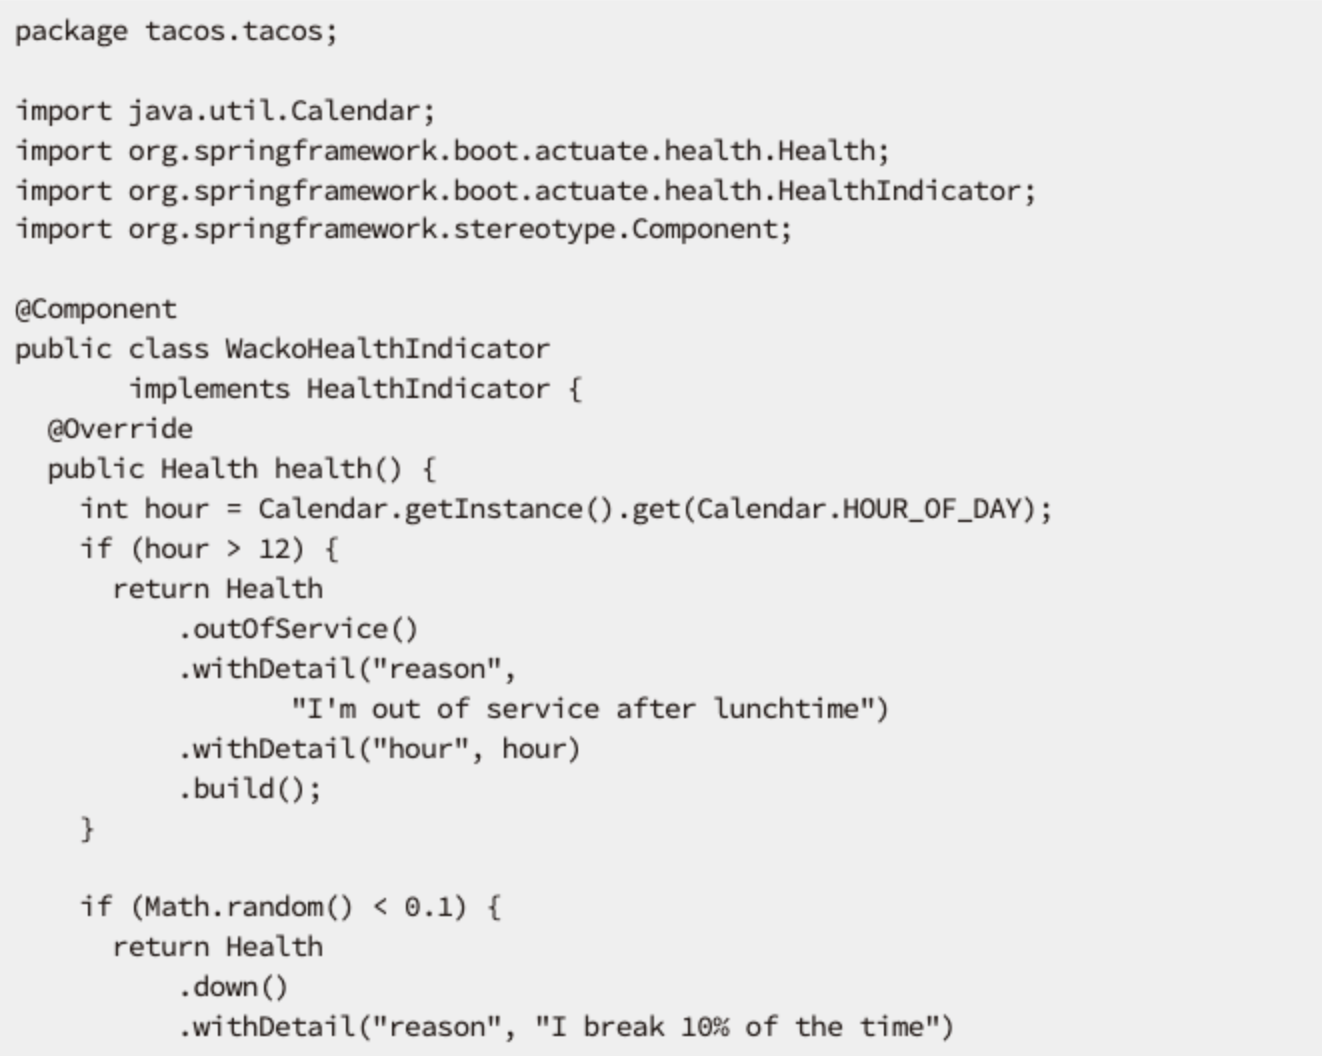 package tacos.tacos;
import java.util.Calendar;
import org.springframework.boot.actuate.health.Health;
import org.springframework.boot.actuate.health.HealthIndicator;
import org.springframework.stereotype.Component;
@Component
public class WackoHealthIndicator
        implements HealthIndicator {
  @Override
  public Health health() {
    int hour = Calendar.getInstance().get(Calendar.HOUR_OF_DAY);
    if (hour > 12) {
      return Health
          .outOfService()
          .withDetail("reason",
                 "I'm out of service after lunchtime")
          .withDetail("hour", hour)
          .build();
    }
    if (Math.random() < 0.1) {
      return Health
          .down()
          .withDetail("reason", "I break 10% of the time")